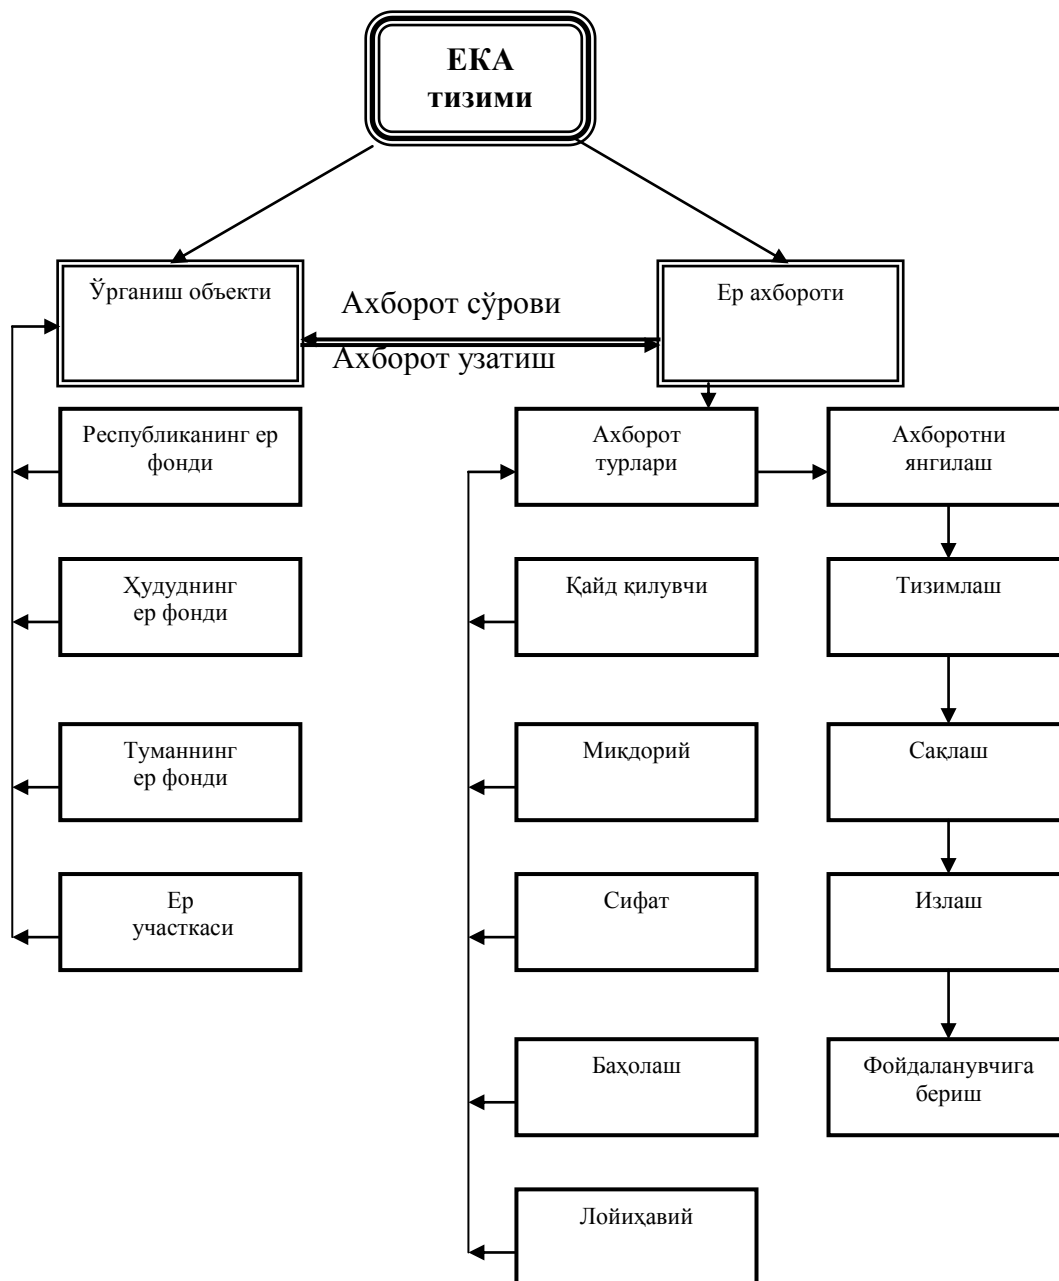 ЕКА
тизими
Ўрганиш объекти
Ахборот сўрови
Ахборот узатиш
Ер ахбороти
Республиканинг ер
фонди
Ҳудуднинг
ер фонди
Туманнинг
ер фонди
Ер
участкаси
Ахборот
турлари
Қайд қилувчи
Миқдорий
Сифат
Баҳолаш
Лойиҳавий
Ахборотни
янгилаш
Тизимлаш
Сақлаш
Излаш
Фойдаланувчига
бериш